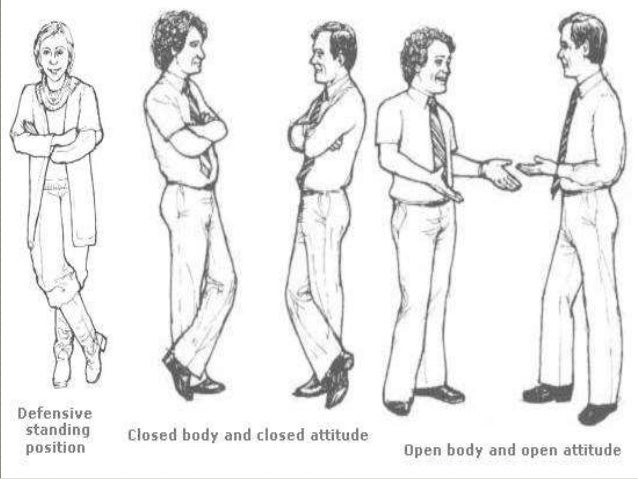 Defensive
standing
position
Closed body and closed attitude
Open body and open attitude